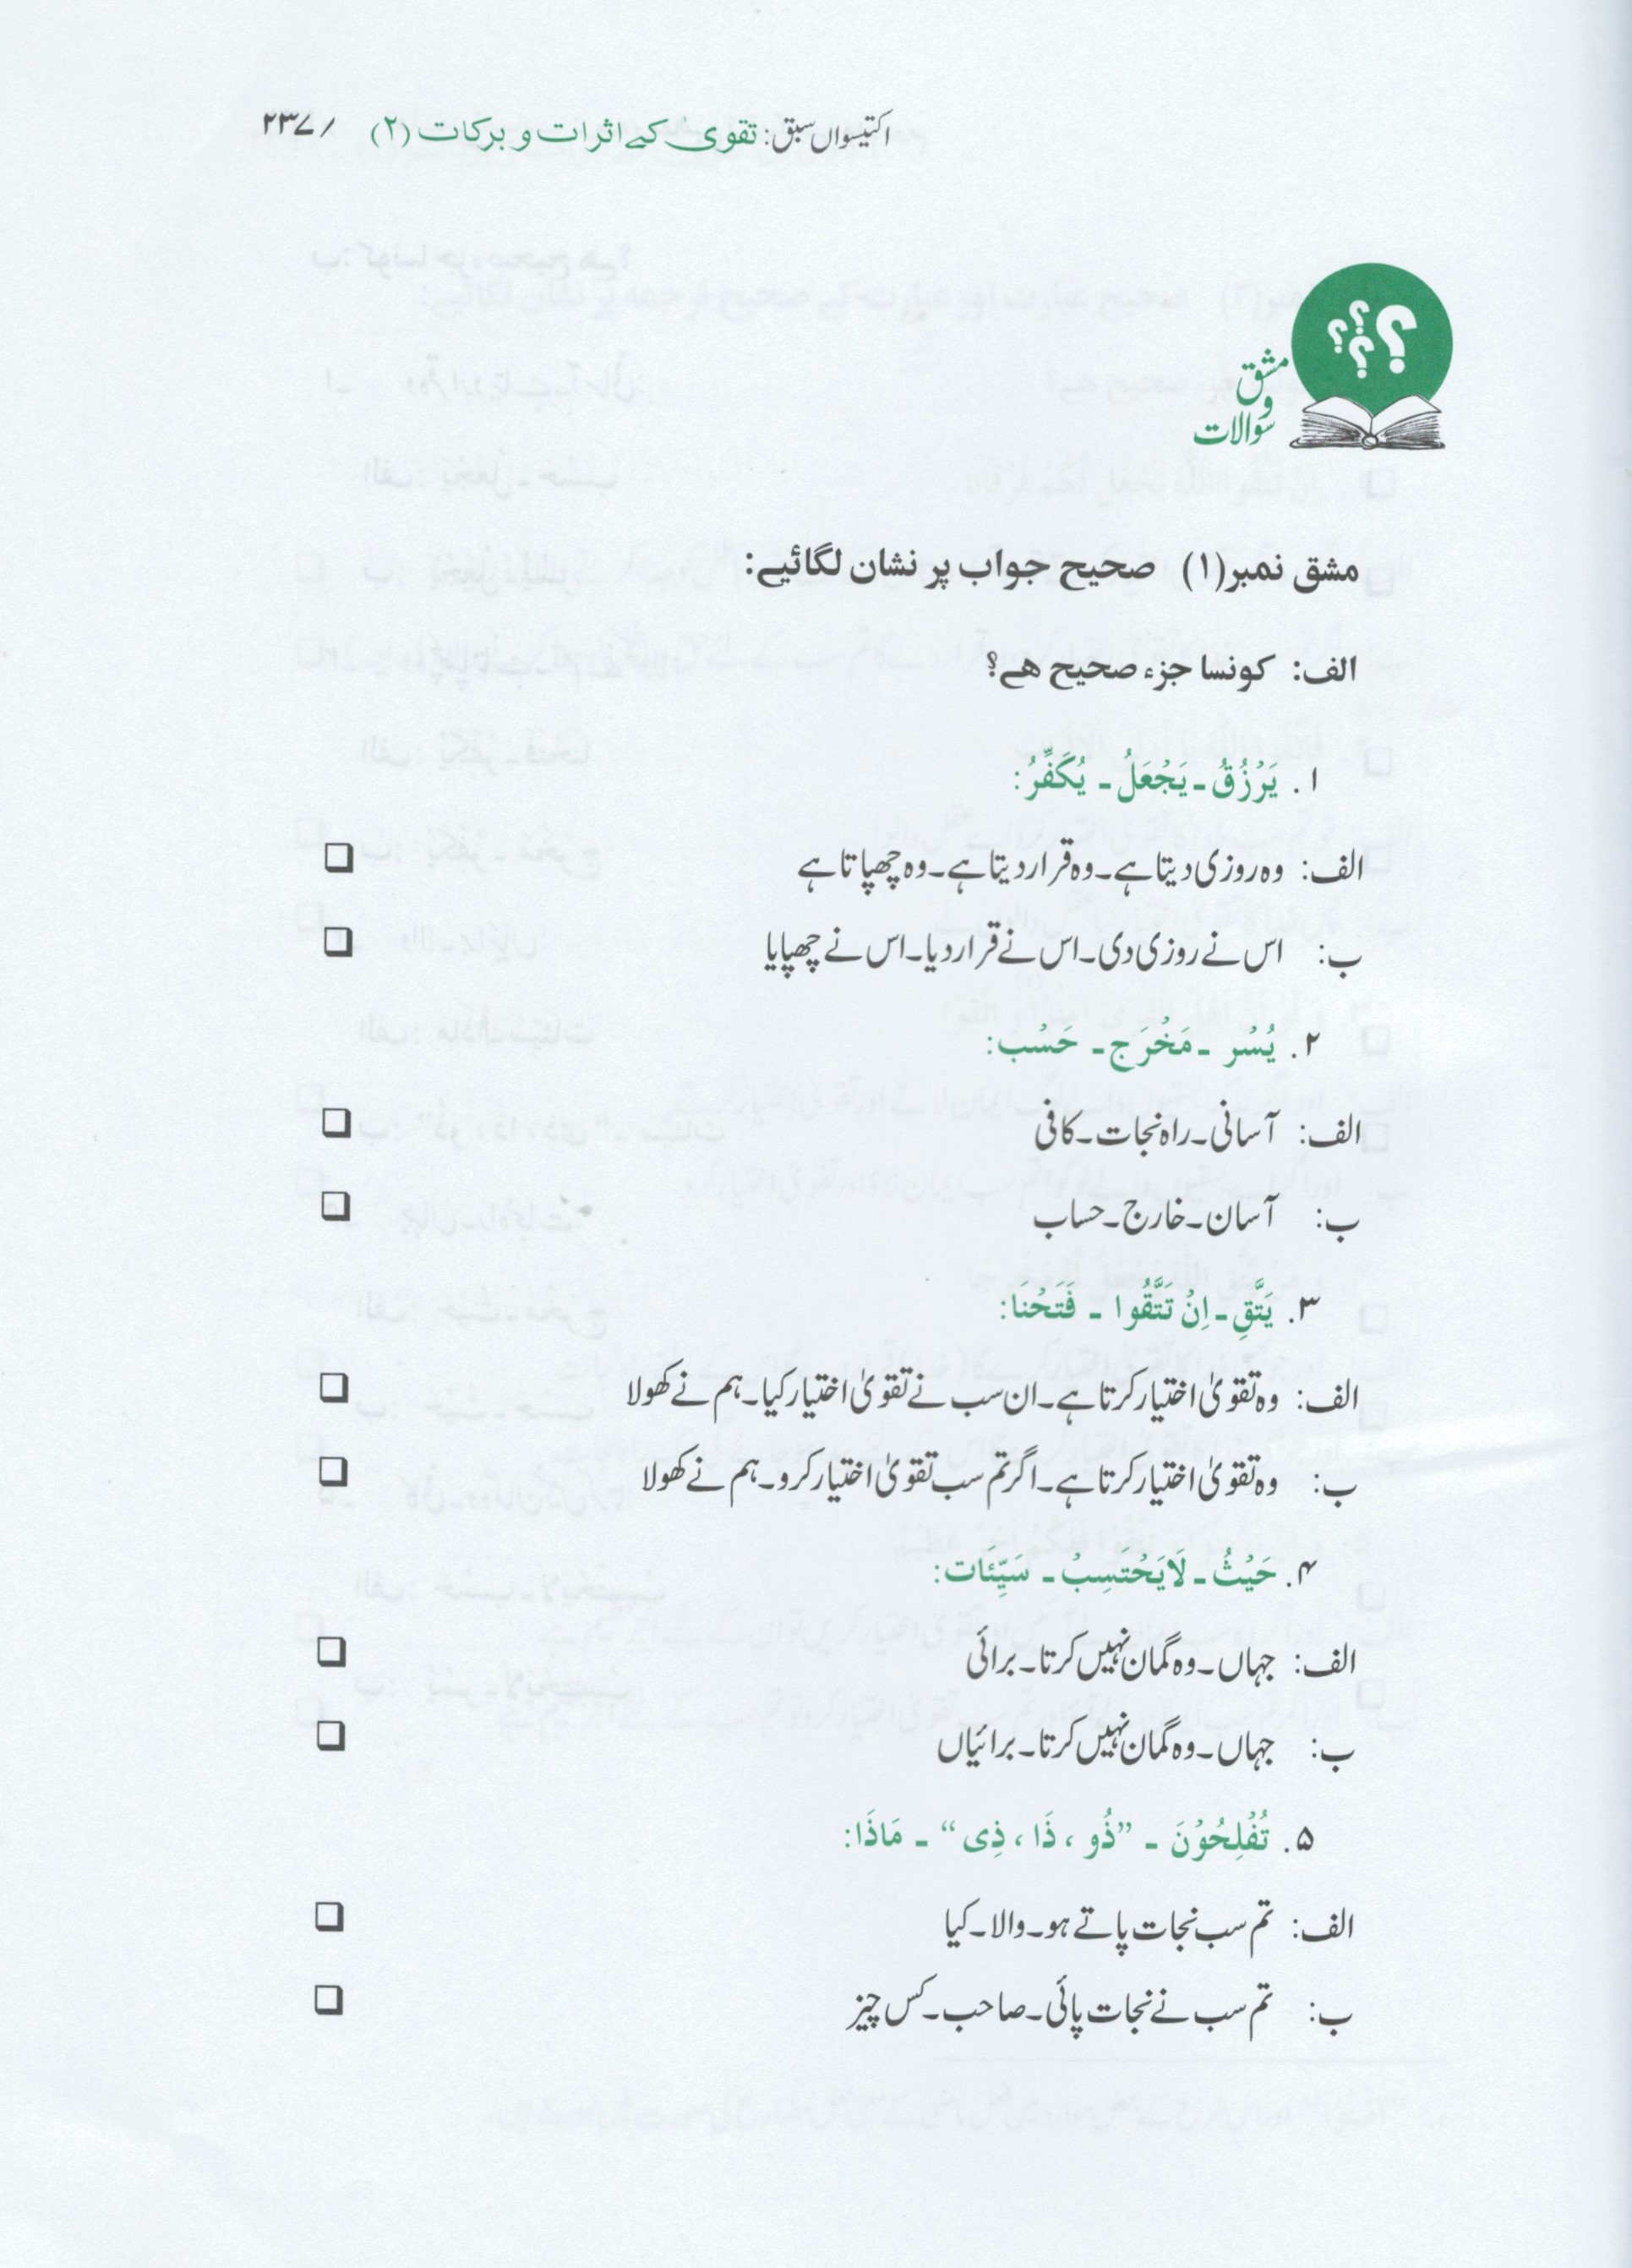 اکتیسواں سبق: تقوی کے اثرات و برکات (۲) / ۲۳۷
؟؟؟؟
مشق
و
سوالات
مشق نمبر(۱) صحیح جواب پر نشان لگائیے:
الف: کونسا جزء صحیح ھے؟
۱. یَرْزُقُ ـ یَجْعَلُ ـ یُکَفِّرُ:
الف: وہ روزی دیتا ہے۔وہ قرار دیتا ہے۔وہ چھپاتا ہے
ب: اس نے روزی دی۔اس نے قرار دیا۔اس نے چھپایا
۲. یُسْر ـ مَخْرَج ـ حَسْب:
الف: آسانی۔راہ نجات۔کافی
ب: آسان۔خارج۔حساب
۳. یَتَّقِ ـ اِنْ تَتَّقُوا ـ فَتَحْنَا:
الف: وہ تقویٰ اختیار کرتا ہے۔ان سب نے تقویٰ اختیار کیا۔ہم نے کھولا
ب: وہ تقویٰ اختیار کرتا ہے۔اگر تم سب تقویٰ اختیار کرو۔ہم نے کھولا
۴. حَیْثُ ـ لَایَحْتَسِبْ ـ سَیِّئَات:
الف: جہاں۔وہ گمان نہیں کرتا۔برائی
ب: جہاں۔وہ گمان نہیں کرتا۔برائیاں
۵. تُفْلِحُوْنَ ـ ”ذُو ، ذَا ، ذِی“ ـ مَاذَا:
الف: تم سب نجات پاتے ہو۔والا۔کیا
ب: تم سب نے نجات پائی۔صاحب۔کس چیز